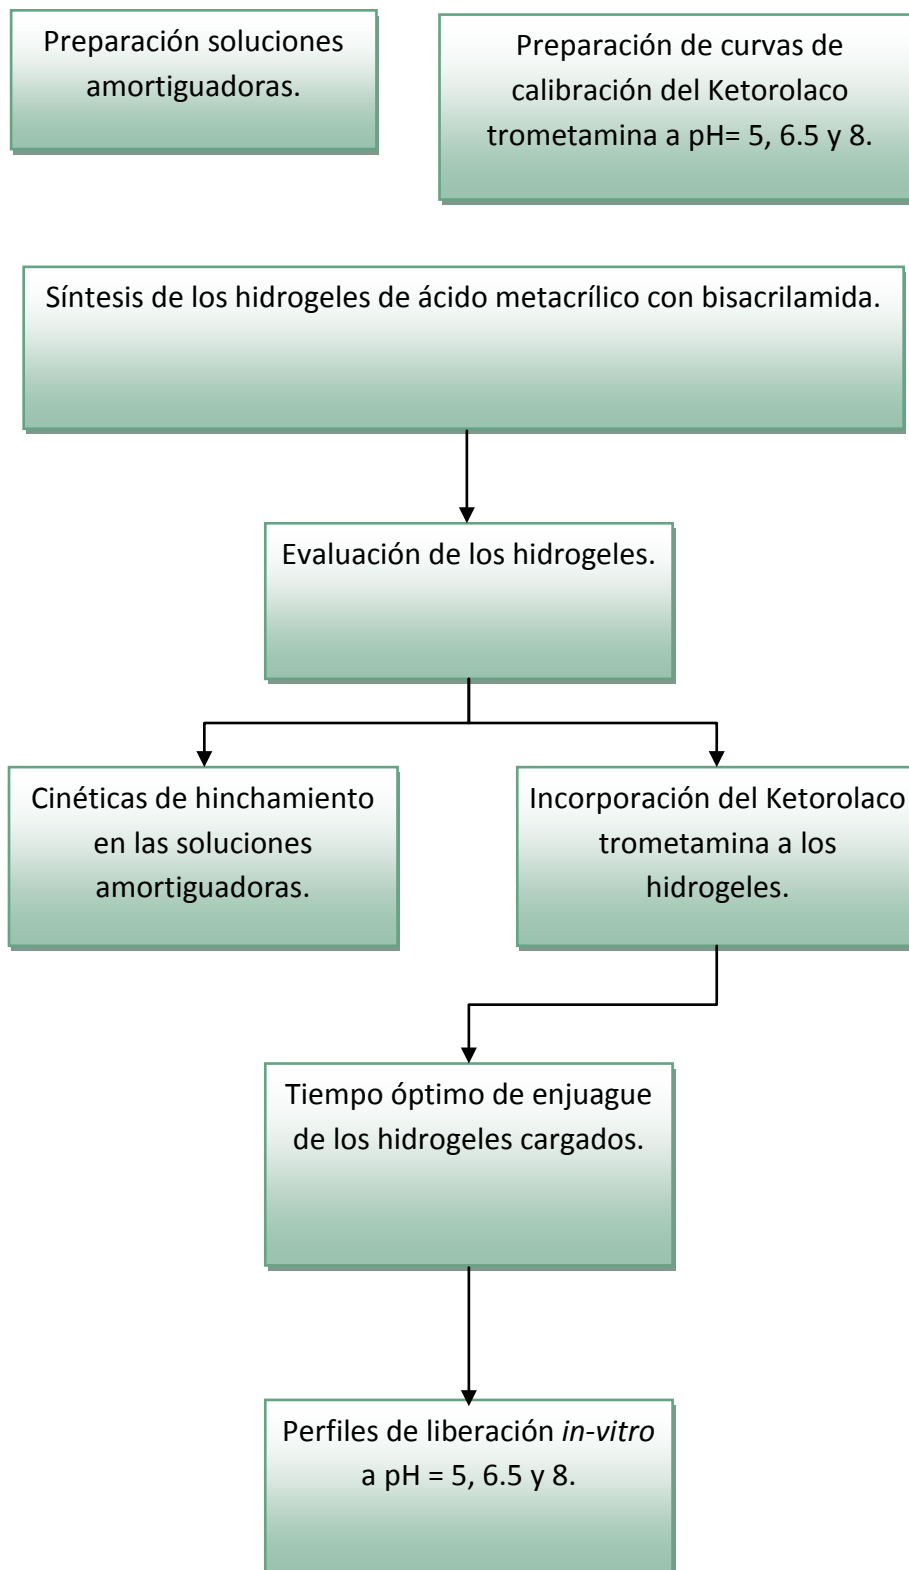 Preparación soluciones
amortiguadoras.
Preparación de curvas de
calibración del Ketorolaco
trometamina a pH= 5, 6.5 y 8.
Síntesis de los hidrogeles de ácido metacrílico con bisacrilamida.
Evaluación de los hidrogeles.
Cinéticas de hinchamiento
en las soluciones
amortiguadoras.
Incorporación del Ketorolaco
trometamina a los
hidrogeles.
Tiempo óptimo de enjuague
de los hidrogeles cargados.
Perfiles de liberación in-vitro
a pH = 5, 6.5 y 8.